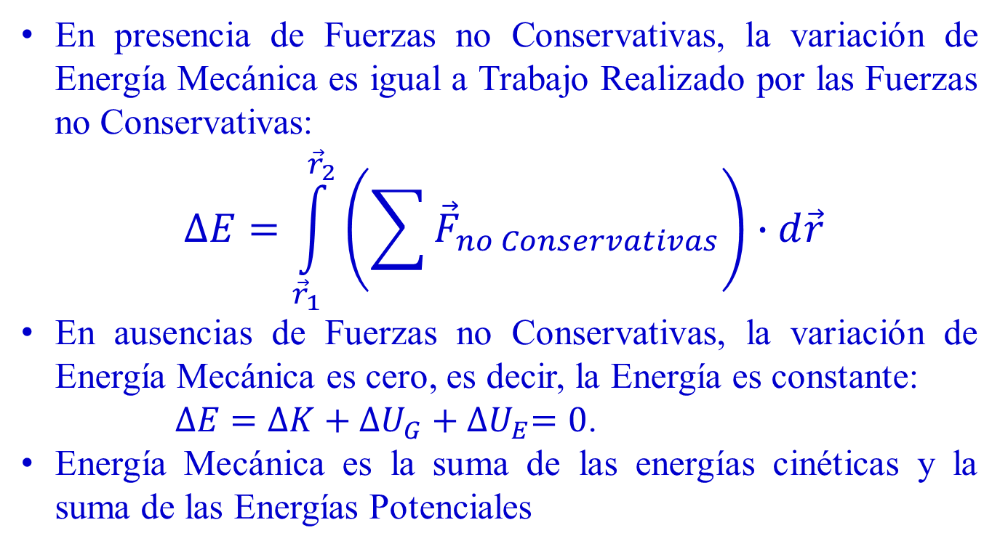 • En presencia de Fuerzas no Conservativas, la variación de
Energía Mecánica es igual a Trabajo Realizado por las Fuerzas
no Conservativas:
$\Delta E = \int_{\vec{r}_1}^{\vec{r}_2} \left( \sum \vec{F}_{no\ Conservativas} \right) \cdot d\vec{r}$
• En ausencias de Fuerzas no Conservativas, la variación de
Energía Mecánica es cero, es decir, la Energía es constante:
$\Delta E = \Delta K + \Delta U_G + \Delta U_E = 0.$
• Energía Mecánica es la suma de las energías cinéticas y la
suma de las Energías Potenciales